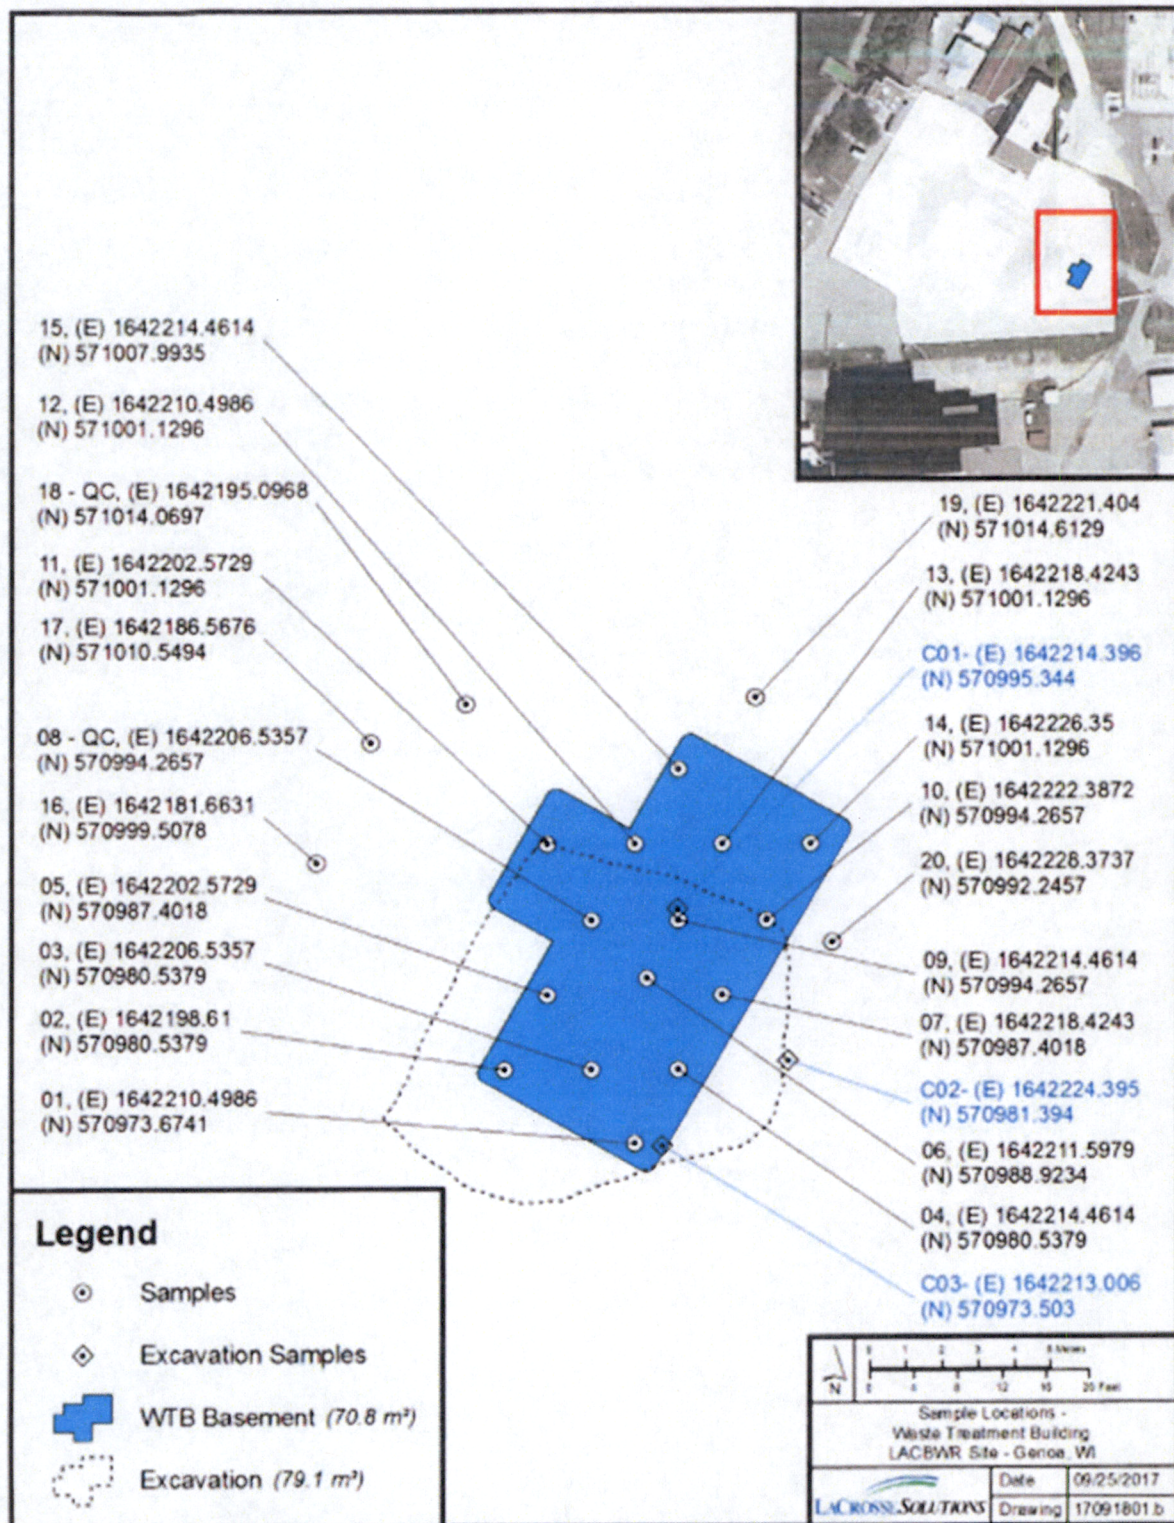 15, (E) 1642214.4614
(N) 571007.9935
12, (E) 1642210.4986
(N) 571001.1296
18 - QC, (E) 1642195.0968
(N) 571014.0697
11, (E) 1642202.5729
(N) 571001.1296
17, (E) 1642186.5676
(N) 571010.5494
08 - QC, (E) 1642206.5357
(N) 570994.2657
16, (E) 1642181.6631
(N) 570999.5078
05, (E) 1642202.5729
(N) 570987.4018
03, (E) 1642206.5357
(N) 570980.5379
02, (E) 1642198.61
(N) 570980.5379
01, (E) 1642210.4986
(N) 570973.6741
19, (E) 1642221.404
(N) 571014.6129
13, (E) 1642218.4243
(N) 571001.1296
C01- (E) 1642214.396
(N) 570995.344
14, (E) 1642226.35
(N) 571001.1296
10, (E) 1642222.3872
(N) 570994.2657
20, (E) 1642228.3737
(N) 570992.2457
09, (E) 1642214.4614
(N) 570994.2657
07, (E) 1642218.4243
(N) 570987.4018
C02- (E) 1642224.395
(N) 570981.394
06, (E) 1642211.5979
(N) 570988.9234
04, (E) 1642214.4614
(N) 570980.5379
C03- (E) 1642213.006
(N) 570973.503
Legend
Samples
Excavation Samples
WTB Basement (70.8 m²)
Excavation (79.1 m²)
N
0 1 2 3 4 5 Meters
0 4 8 12 16 20 Feet
Sample Locations -
Waste Treatment Building
LACBWR Site - Genoa, WI
LACROSSESOLUTIONS
Date 09/25/2017
Drawing 17091801.b